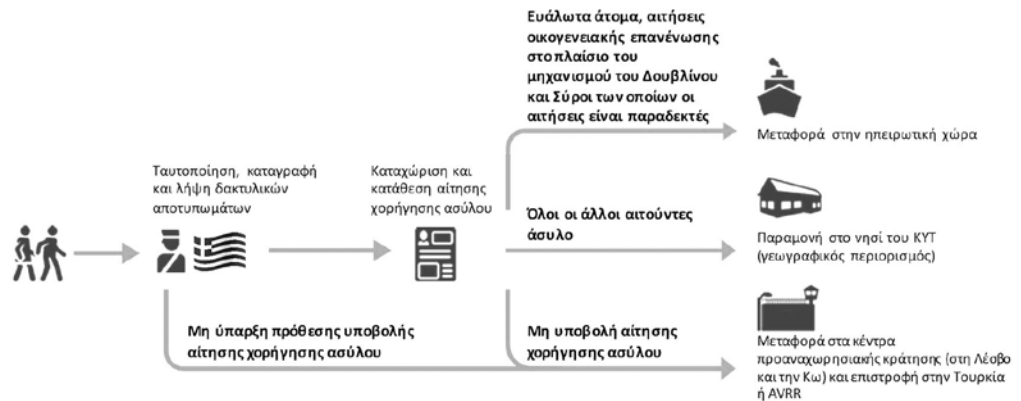 Ευάλωτα άτομα, αιτήσεις
οικογενειακής επανένωσης
στο πλαίσιο του
μηχανισμού του Δουβλίνου
και Σύροι των οποίων οι
αιτήσεις είναι παραδεκτές
Μεταφορά στην ηπειρωτική χώρα
Ταυτοποίηση, καταγραφή
και λήψη δακτυλικών
αποτυπωμάτων
Καταχώριση και
κατάθεση αίτησης
χορήγησης ασύλου
Όλοι οι άλλοι αιτούντες
άσυλο
Παραμονή στο νησί του ΚΥΤ
(γεωγραφικός περιορισμός)
Μη ύπαρξη πρόθεσης υποβολής
αίτησης χορήγησης ασύλου
Μη υποβολή αίτησης
χορήγησης ασύλου
Μεταφορά στα κέντρα
προαναχωρησιακής κράτησης (στη Λέσβο
και την Κω) και επιστροφή στην Τουρκία
ή AVRR